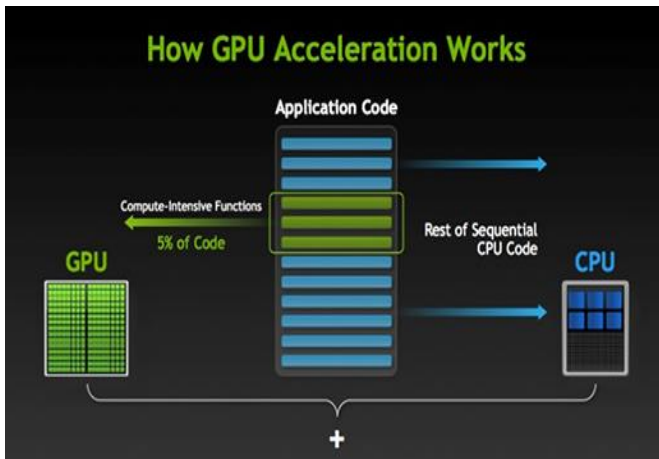 How GPU Acceleration Works
Application Code
Compute-Intensive Functions
5% of Code
Rest of Sequential
CPU Code
GPU
CPU
+